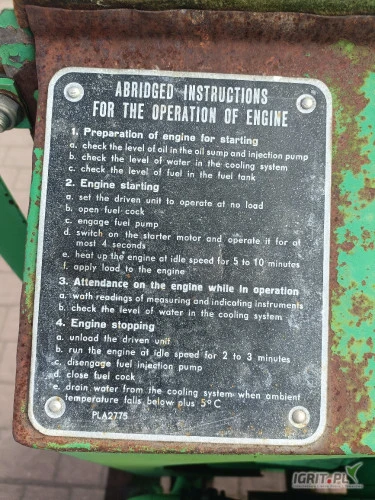 ABRIDGED INSTRUCTIONS
FOR THE OPERATION OF ENGINE
1. Preparation of engine for starting
a. check the level of oil in the oil sump and injection pump
b. check the level of water in the cooling system
c. check the level of fuel in the fuel tank
2. Engine starting
a. set the driven unit to operate at no load
b. open fuel cock
c. engage fuel pump
d. switch on the starter motor and operate it for at
most 4 seconds
e. heat up the engine at idle speed for 5 to 10 minutes
f. apply load to the engine
3. Attendance on the engine while in operation
a. wath readings of measuring and indicating instruments
b. check the level of water in the cooling system
4. Engine stopping
a. unload the driven unit
b. run the engine at idle speed for 2 to 3 minutes
c. disengage fuel injection pump
d. close fuel cock
e. drain water from the cooling system when ambient
temperature falls below plus 5°C
PLA2775
IGRIT.PL